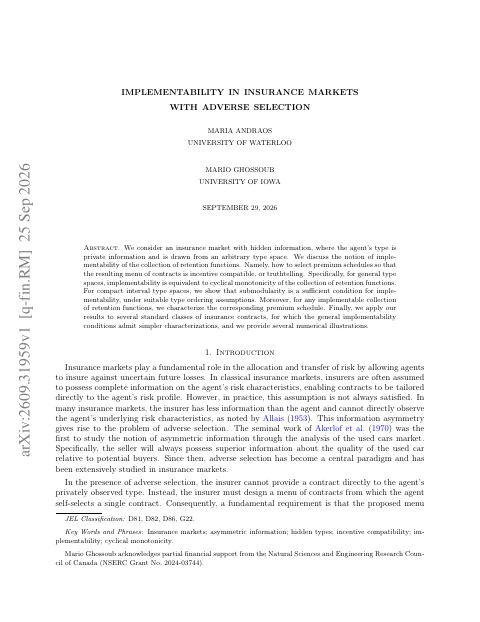 arXiv:2609.31959v1 [q-fin.RM] 25 Sep 2026
IMPLEMENTABILITY IN INSURANCE MARKETS
WITH ADVERSE SELECTION
MARIA ANDRAOS
UNIVERSITY OF WATERLOO
MARIO GHOSSOUB
UNIVERSITY OF IOWA
SEPTEMBER 29, 2026
Abstract. We consider an insurance market with hidden information, where the agent's type is
private information and is drawn from an arbitrary type space. We discuss the notion of imple-
mentability of the collection of retention functions. Namely, how to select premium schedules so that
the resulting menu of contracts is incentive compatible, or truthtelling. Specifically, for general type
spaces, implementability is equivalent to cyclical monotonicity of the collection of retention functions.
For compact interval type spaces, we show that submodularity is a sufficient condition for imple-
mentability, under suitable type ordering assumptions. Moreover, for any implementable collection
of retention functions, we characterize the corresponding premium schedule. Finally, we apply our
results to several standard classes of insurance contracts, for which the general implementability
conditions admit simpler characterizations, and we provide several numerical illustrations.
1. Introduction
Insurance markets play a fundamental role in the allocation and transfer of risk by allowing agents
to insure against uncertain future losses. In classical insurance markets, insurers are often assumed
to possess complete information on the agent's risk characteristics, enabling contracts to be tailored
directly to the agent's risk profile. However, in practice, this assumption is not always satisfied. In
many insurance markets, the insurer has less information than the agent and cannot directly observe
the agent's underlying risk characteristics, as noted by Allais (1953). This information asymmetry
gives rise to the problem of adverse selection. The seminal work of Akerlof et al. (1970) was the
first to study the notion of asymmetric information through the analysis of the used cars market.
Specifically, the seller will always possess superior information about the quality of the used car
relative to potential buyers. Since then, adverse selection has become a central paradigm and has
been extensively studied in insurance markets.
In the presence of adverse selection, the insurer cannot provide a contract directly to the agent's
privately observed type. Instead, the insurer must design a menu of contracts from which the agent
self-selects a single contract. Consequently, a fundamental requirement is that the proposed menu
JEL Classification: D81, D82, D86, G22.
Key Words and Phrases: Insurance markets; asymmetric information; hidden types; incentive compatibility; im-
plementability; cyclical monotonicity.
Mario Ghossoub acknowledges partial financial support from the Natural Sciences and Engineering Research Coun-
cil of Canada (NSERC Grant No. 2024-03744).